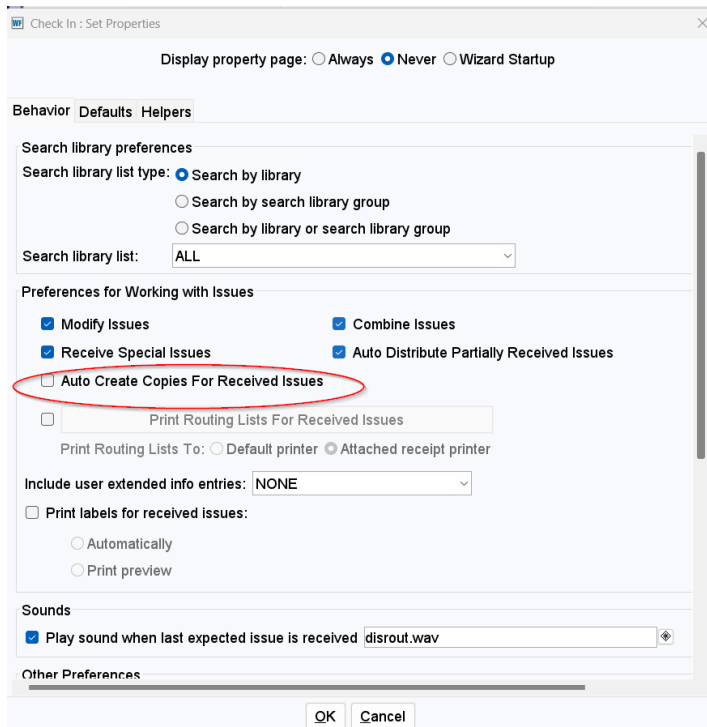 WF Check In : Set Properties
Display property page: Always Never Wizard Startup
Behavior Defaults Helpers
Search library preferences
Search library list type: Search by library
Search by search library group
Search by library or search library group
Search library list: ALL
Preferences for Working with Issues
Modify Issues Combine Issues
Receive Special Issues Auto Distribute Partially Received Issues
Auto Create Copies For Received Issues
Print Routing Lists For Received Issues
Print Routing Lists To: Default printer Attached receipt printer
Include user extended info entries: NONE
Print labels for received issues:
Automatically
Print preview
Sounds
Play sound when last expected issue is received disrout.wav
Other Preferences
OK Cancel